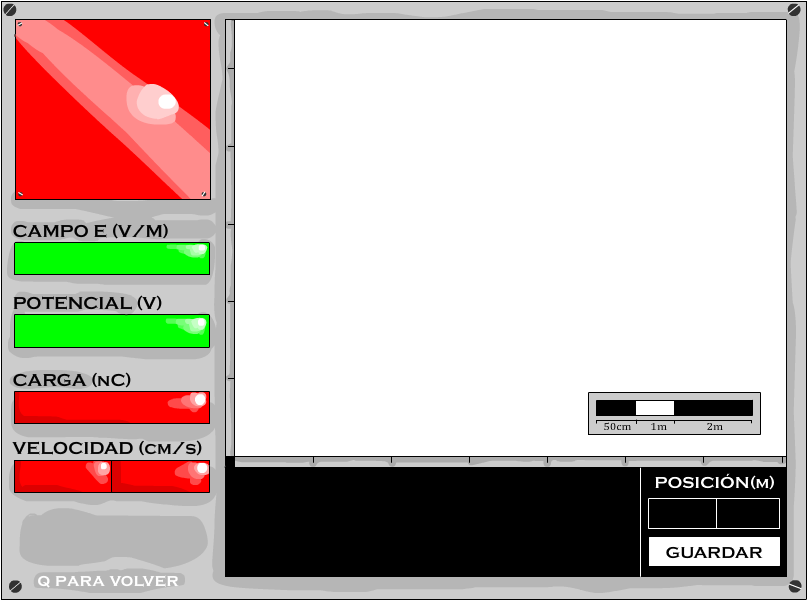 CAMPO E (V/M)
POTENCIAL (V)
CARGA (NC)
VELOCIDAD (CM/S)
Q PARA VOLVER
50cm 1m 2m
POSICIÓN(M)
GUARDAR